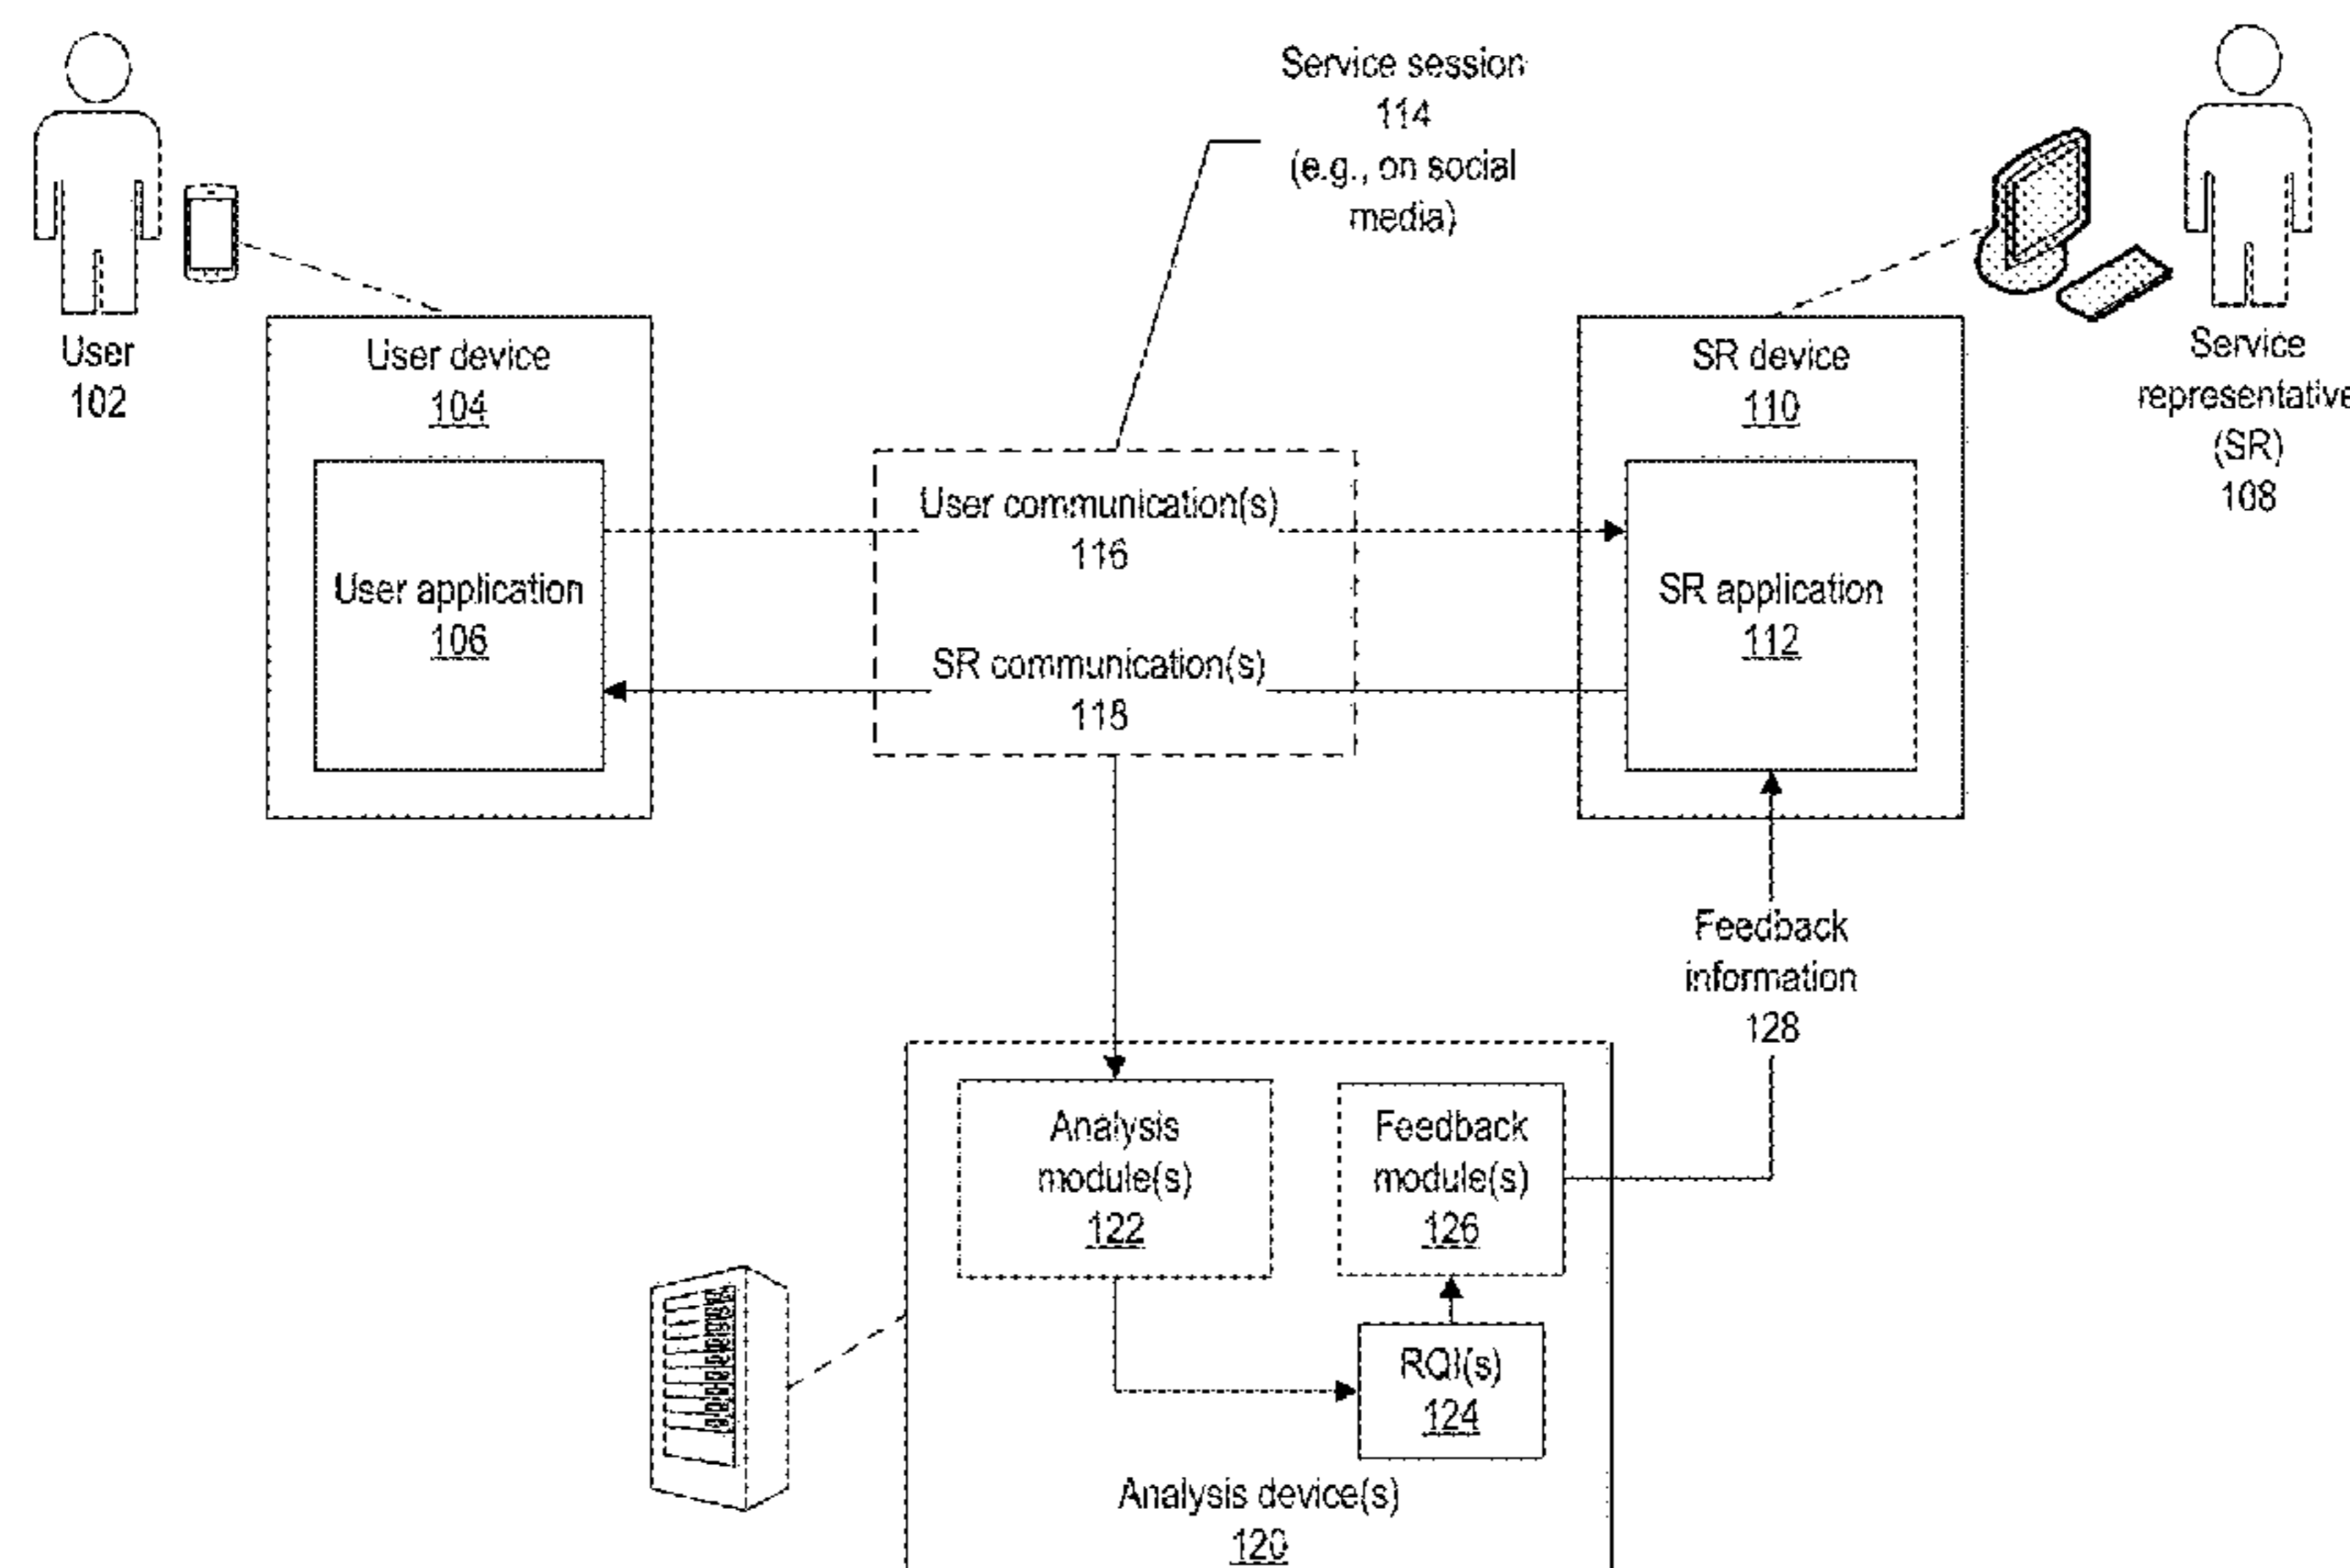 Service session
114
(e.g., on social
media)
User
102
User device
104
SR device
110
Service
representative
(SR)
108
User communication(s)
116
User application
106
SR application
112
SR communication(s)
118
Feedback
information
128
Analysis
module(s)
122
Feedback
module(s)
126
RQI(s)
124
Analysis device(s)
120